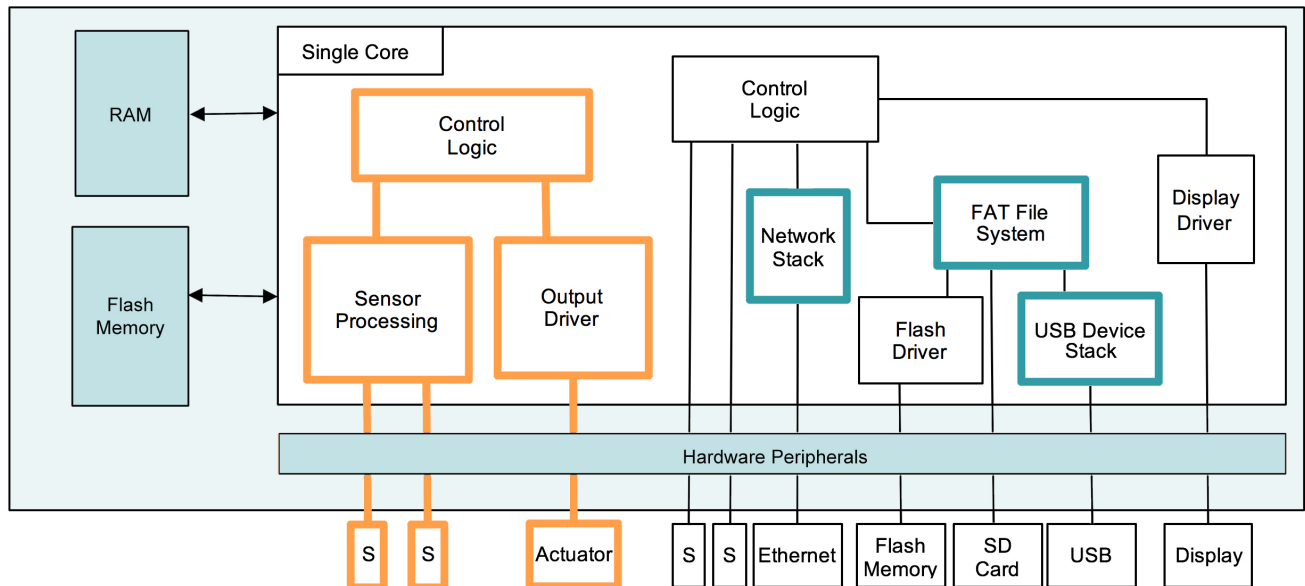 RAM
Single Core
Control
Logic
Control
Logic
Network
Stack
FAT File
System
Display
Driver
Flash
Memory
Sensor
Processing
Output
Driver
Flash
Driver
USB Device
Stack
Hardware Peripherals
S
S
Actuator
S
S
Ethernet
Flash
Memory
SD
Card
USB
Display